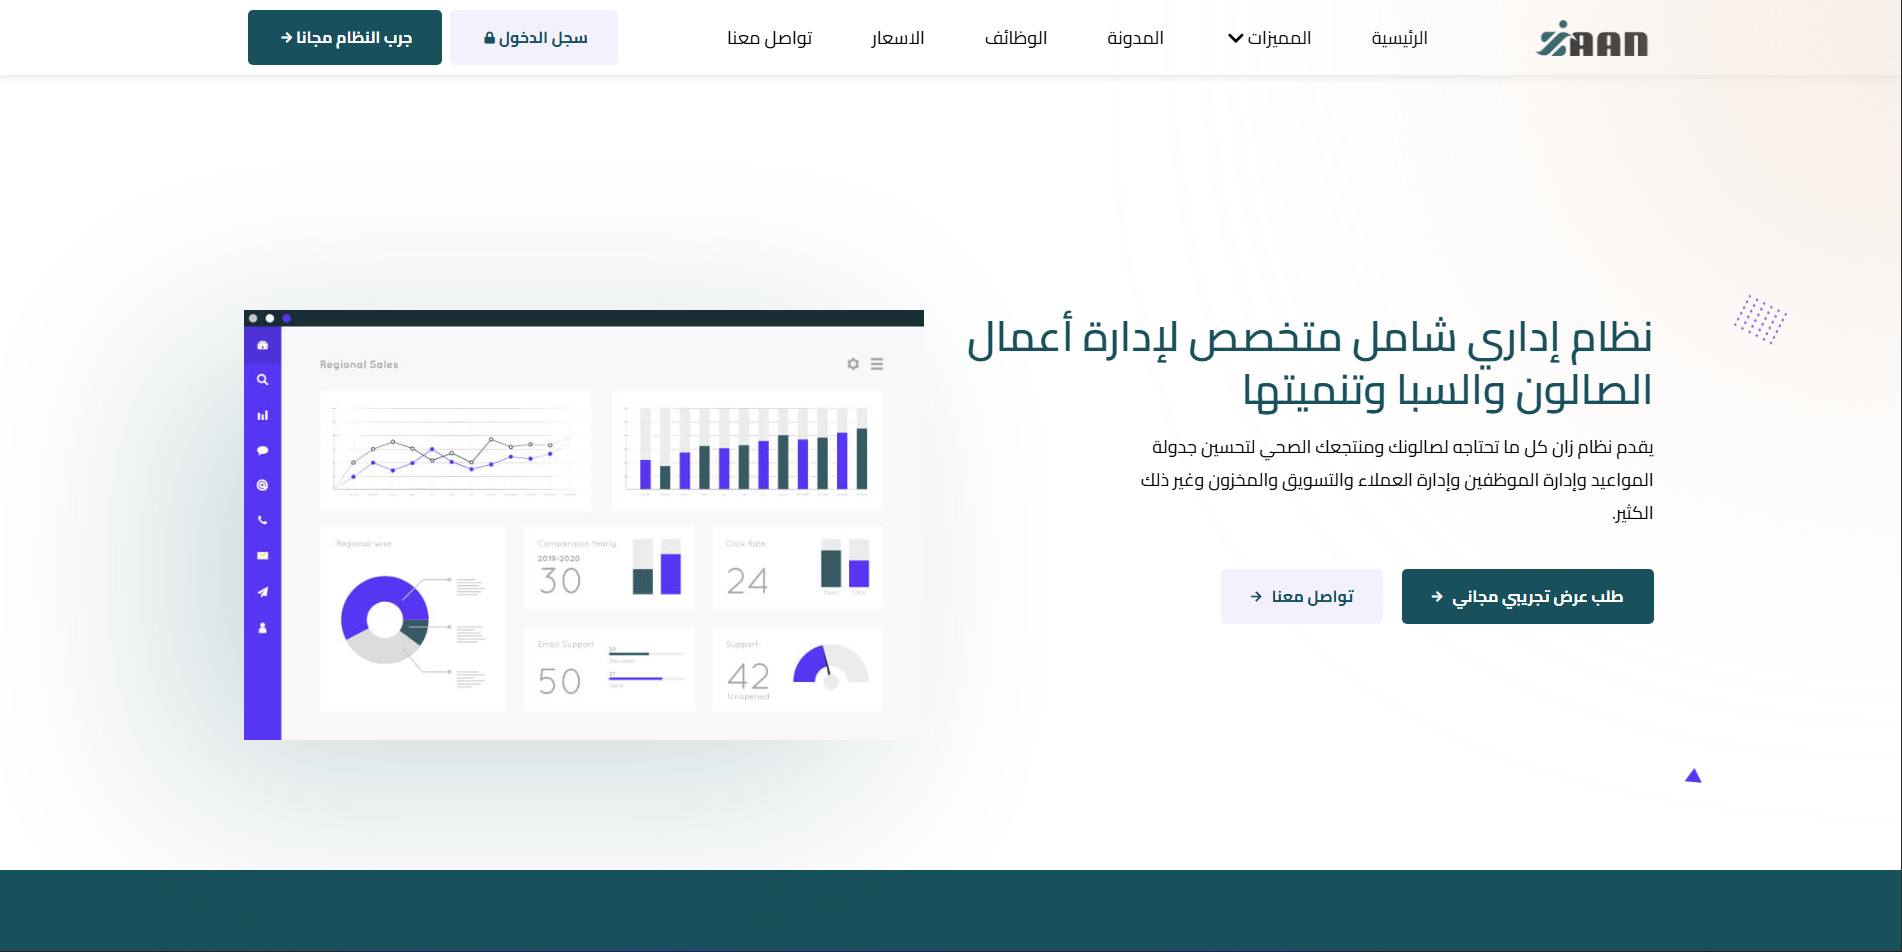 ZAAN
الرئيسية
المميزات
المدونة
الوظائف
الاسعار
تواصل معنا
سجل الدخول
جرب النظام مجانا
نظام إداري شامل متخصص لإدارة أعمال
الصالون والسبا وتنميتها
يقدم نظام زان كل ما تحتاجه لصالونك ومنتجعك الصحي لتحسين جدولة
المواعيد وإدارة الموظفين وإدارة العملاء والتسويق والمخزون وغير ذلك
الكثير.
طلب عرض تجريبي مجاني
تواصل معنا
Regional Sales
Regional-wise
Comparision Yearly
2019-2020
30
Click Rate
24
Open
Click
Email Support
50
Support
42
Unopened